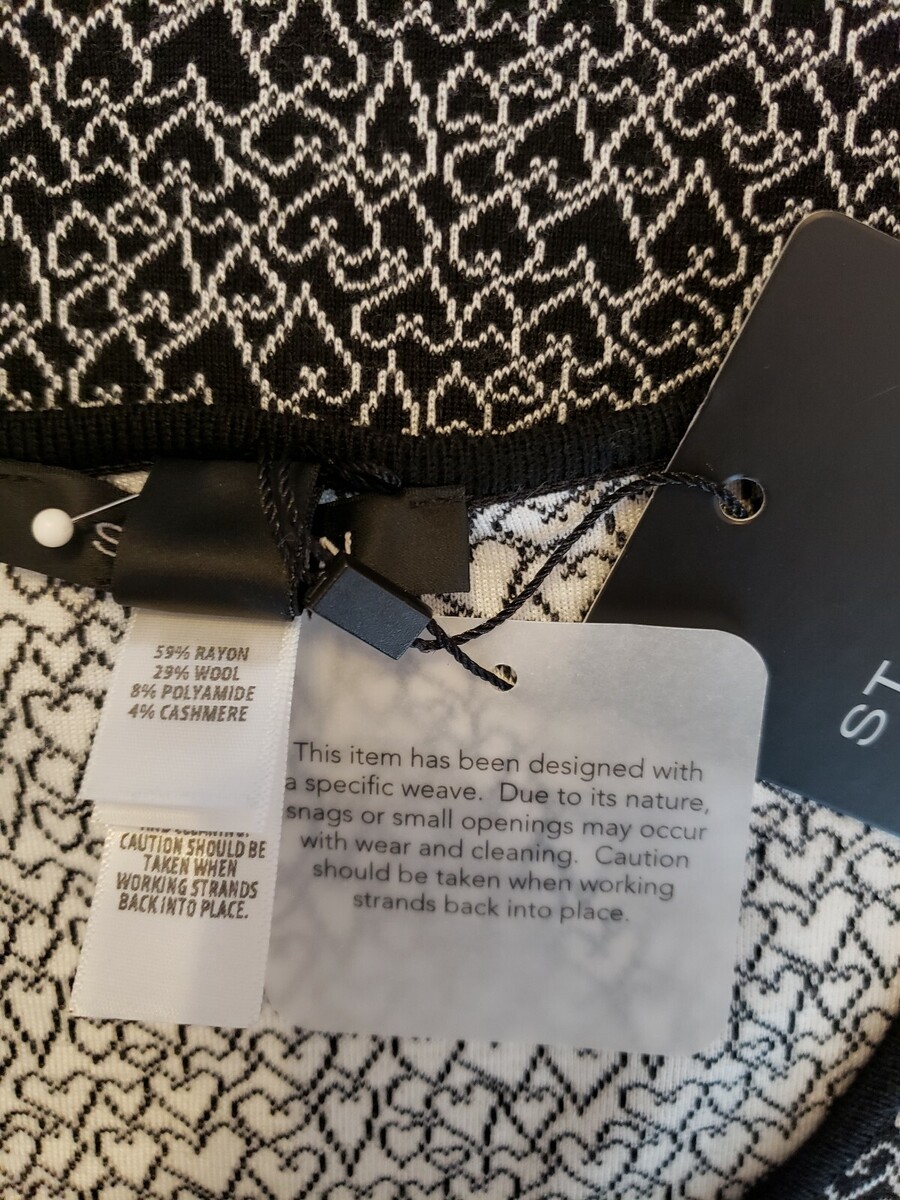 S
ST
59% RAYON
29% WOOL
8% POLYAMIDE
4% CASHMERE
CAUTION SHOULD BE
TAKEN WHEN
WORKING STRANDS
BACK INTO PLACE.
This item has been designed with
a specific weave. Due to its nature,
snags or small openings may occur
with wear and cleaning. Caution
should be taken when working
strands back into place.